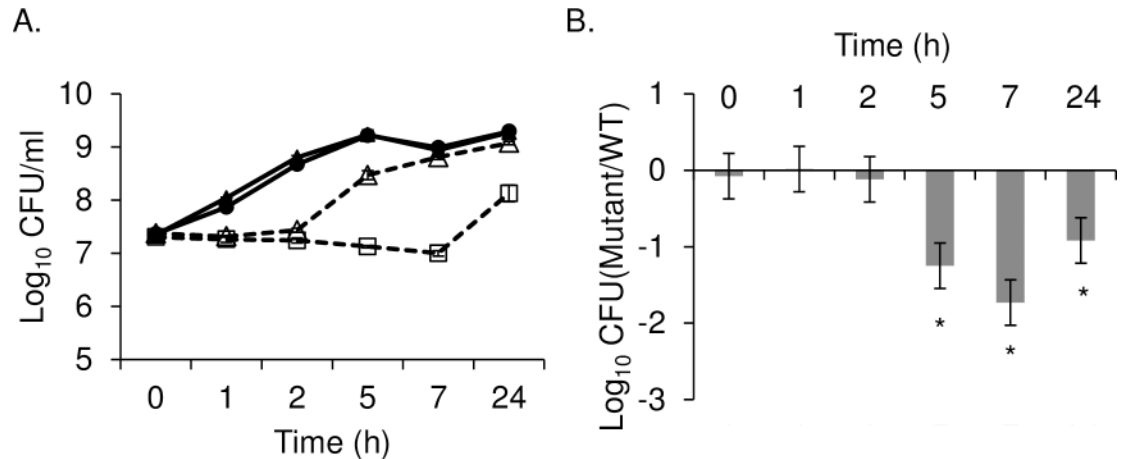 A.
Log₁₀ CFU/ml
10
9
8
7
6
5
0 1 2 5 7 24
Time (h)
B.
Time (h)
0 1 2 5 7 24
Log₁₀ CFU(Mutant/WT)
1
0
-1
-2
-3
* * *